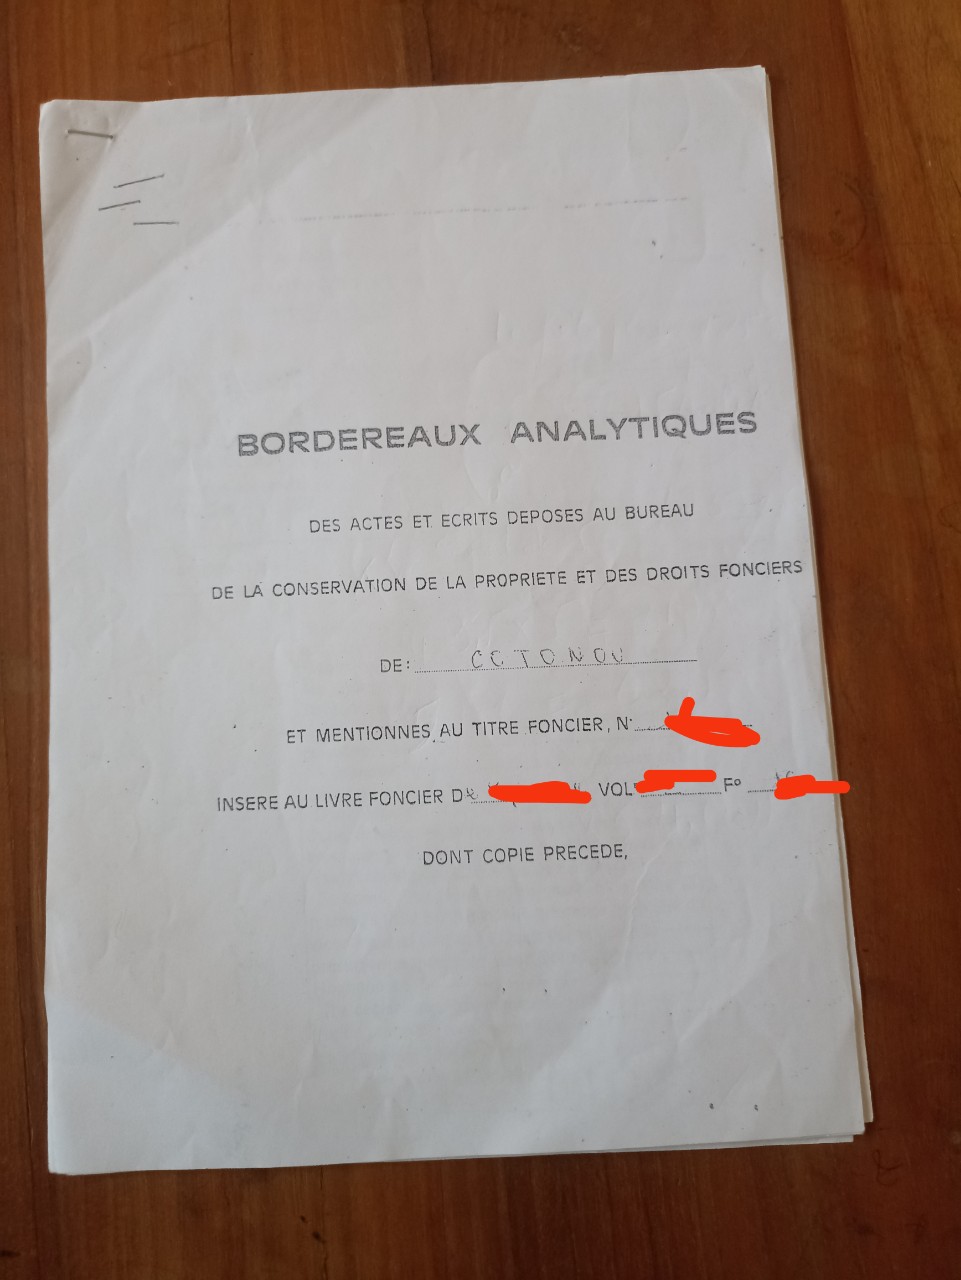 BORDEREAUX ANALYTIQUES
DES ACTES ET ECRITS DEPOSES AU BUREAU
DE LA CONSERVATION DE LA PROPRIETE ET DES DROITS FONCIERS
DE: COTONOU
ET MENTIONNES AU TITRE FONCIER, N°
INSERE AU LIVRE FONCIER DE VOL F°
DONT COPIE PRECEDE,